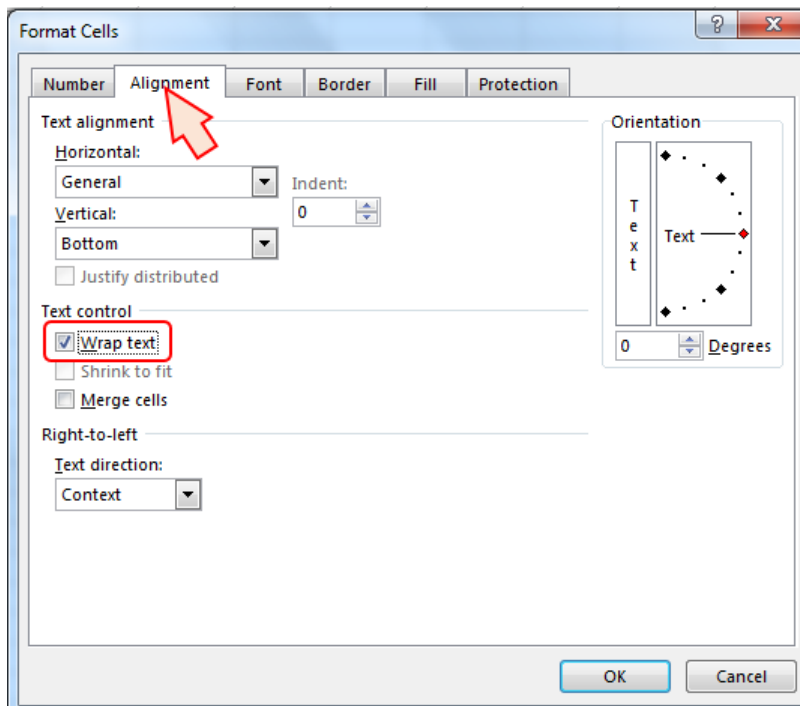 Format Cells
?
X
Number Alignment Font Border Fill Protection
Text alignment
Horizontal:
General
Indent:
0
Vertical:
Bottom
Justify distributed
Text control
Wrap text
Shrink to fit
Merge cells
Right-to-left
Text direction:
Context
Orientation
Text
Text
0 Degrees
OK Cancel